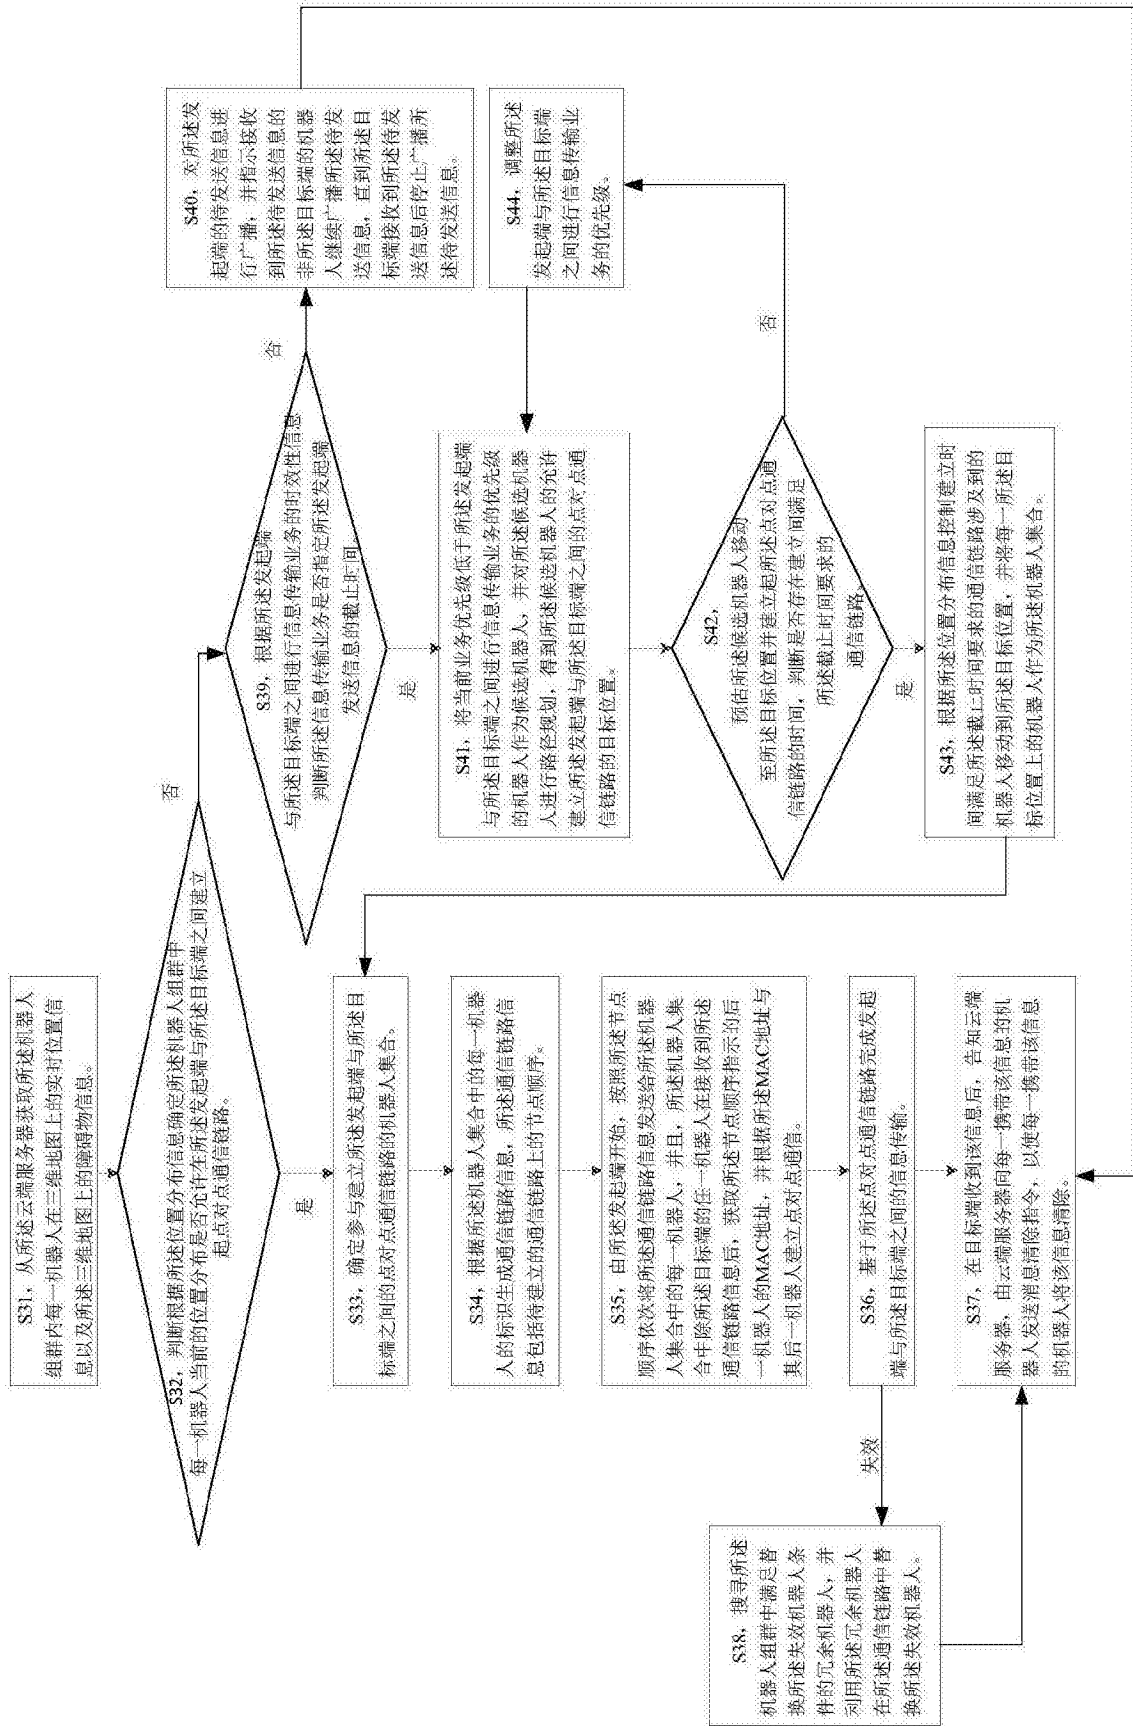 S31，从所述云端服务器获取所述机器人
组群内每一机器人在三维地图上的实时位置信
息以及所述三维地图上的障碍物信息。
S32，判断根据所述位置分布信息确定所述机器人组群中
每一机器人当前的位置分布是否允许在所述发起端与所述目标端之间建立
起点对点通信链路。
是
否
S33，确定参与建立所述发起端与所述目
标端之间的点对点通信链路的机器人集合。
S34，根据所述机器人集合中的每一机器
人的标识生成通信链路信息，所述通信链路信
息包括待建立的通信链路上的节点顺序。
S35，由所述发起端开始，按照所述节点
顺序依次将所述通信链路信息发送给所述机器
人集合中的每一机器人，并且，所述机器人集
合中除所述目标端的任一机器人在接收到所述
通信链路信息后，获取所述节点顺序指示的后
一机器人的MAC地址，并根据所述MAC地址与
其后一机器人建立点对点通信。
S36，基于所述点对点通信链路完成发起
端与所述目标端之间的信息传输。
失效
S37，在目标端收到该信息后，告知云端
服务器，由云端服务器向每一携带该信息的机
器人发送消息清除指令，以使每一携带该信息
的机器人将该信息清除。
S38，搜寻所述
机器人组群中满足替
换所述失效机器人条
件的冗余机器人，并
利用所述冗余机器人
在所述通信链路中替
换所述失效机器人。
S39，根据所述发起端
与所述目标端之间进行信息传输业务的时效性信息
判断所述信息传输业务是否指定所述发起端
发送信息的截止时间
是
否
S40，对所述发
起端的待发送信息进
行广播，并指示接收
到所述待发送信息的
非所述目标端的机器
人继续广播所述待发
送信息，直到所述目
标端接收到所述待发
送信息后停止广播所
述待发送信息。
S41，将当前业务优先级低于所述发起端
与所述目标端之间进行信息传输业务的优先级
的机器人作为候选机器人，并对所述候选机器
人进行路径规划，得到所述候选机器人的允许
建立所述发起端与所述目标端之间的点对点通
信链路的目标位置。
S42，
预估所述候选机器人移动
至所述目标位置并建立起所述点对点通
信链路的时间，判断是否存在建立间满足
所述截止时间要求的
通信链路。
是
否
S43，根据所述位置分布信息控制建立时
间满足所述截止时间要求的通信链路涉及到的
机器人移动到所述目标位置，并将每一所述目
标位置上的机器人作为所述机器人集合。
S44，调整所述
发起端与所述目标端
之间进行信息传输业
务的优先级。